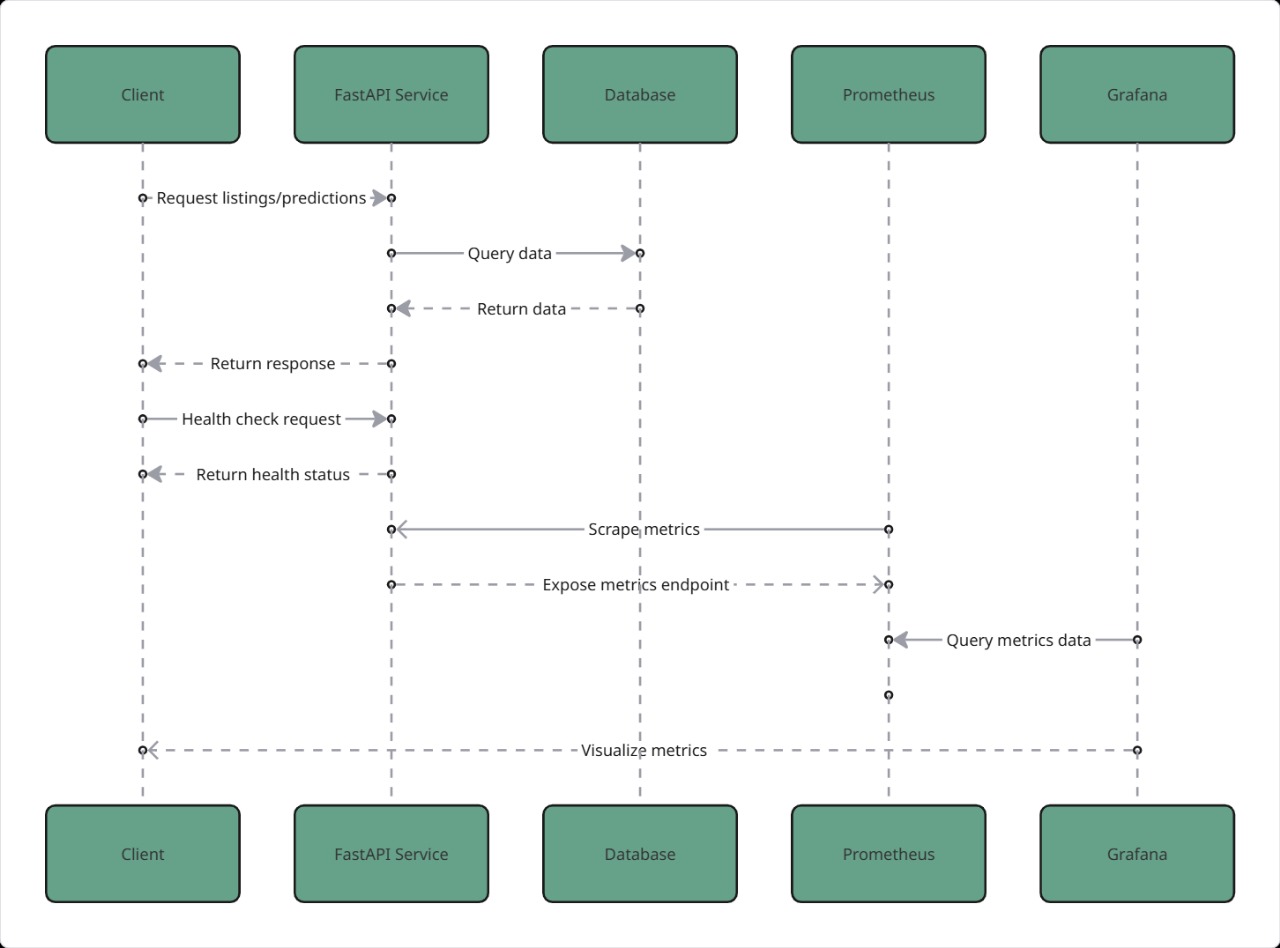 Client
FastAPI Service
Database
Prometheus
Grafana
Request listings/predictions
Query data
Return data
Return response
Health check request
Return health status
Scrape metrics
Expose metrics endpoint
Query metrics data
Visualize metrics
Client
FastAPI Service
Database
Prometheus
Grafana